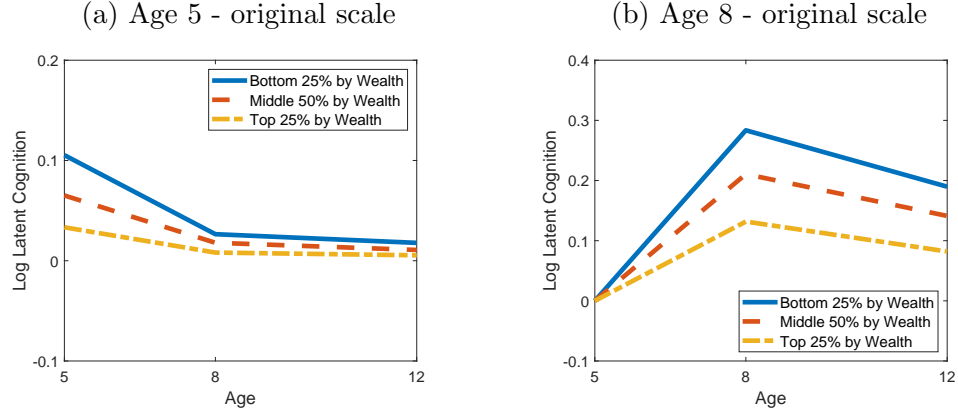 (a) Age 5 - original scale
0.2
0.1
0
-0.1
Log Latent Cognition
Bottom 25% by Wealth
Middle 50% by Wealth
Top 25% by Wealth
5
8
12
Age
(b) Age 8 - original scale
0.4
0.3
0.2
0.1
0
-0.1
Log Latent Cognition
Bottom 25% by Wealth
Middle 50% by Wealth
Top 25% by Wealth
5
8
12
Age